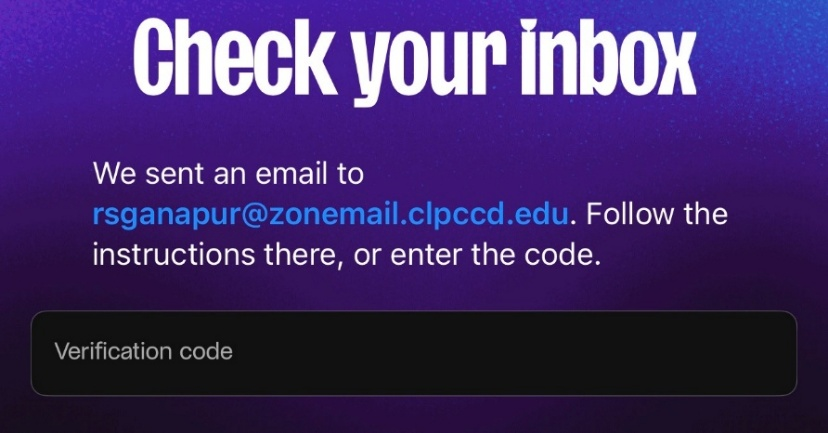 Check your inbox
We sent an email to
rsganapur@zonemail.clpccd.edu. Follow the
instructions there, or enter the code.
Verification code